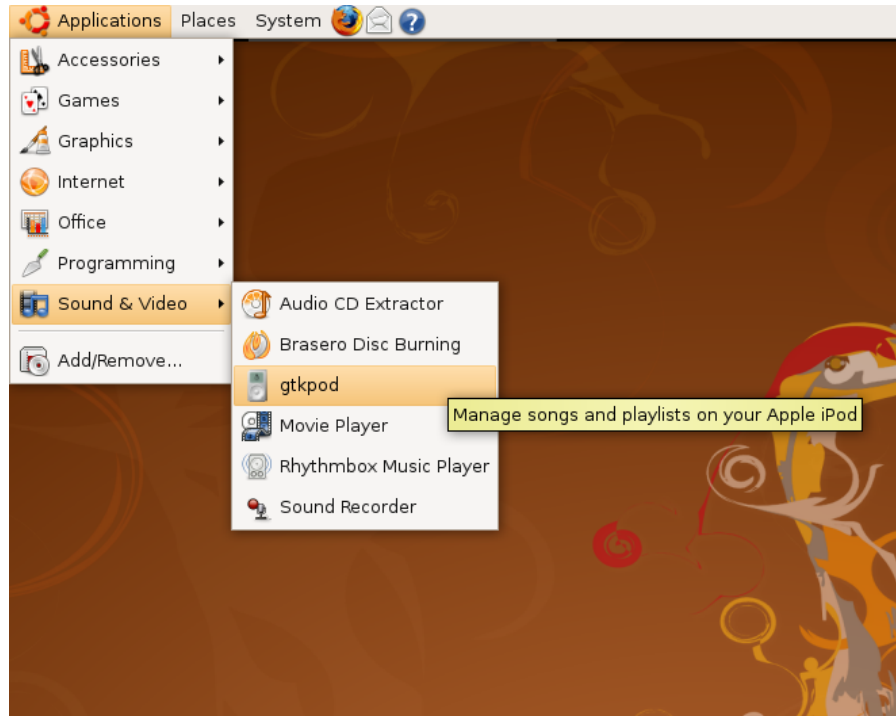 Applications Places System
Accessories
Games
Graphics
Internet
Office
Programming
Sound & Video
Add/Remove...
Audio CD Extractor
Brasero Disc Burning
gtkpod
Manage songs and playlists on your Apple iPod
Movie Player
Rhythmbox Music Player
Sound Recorder